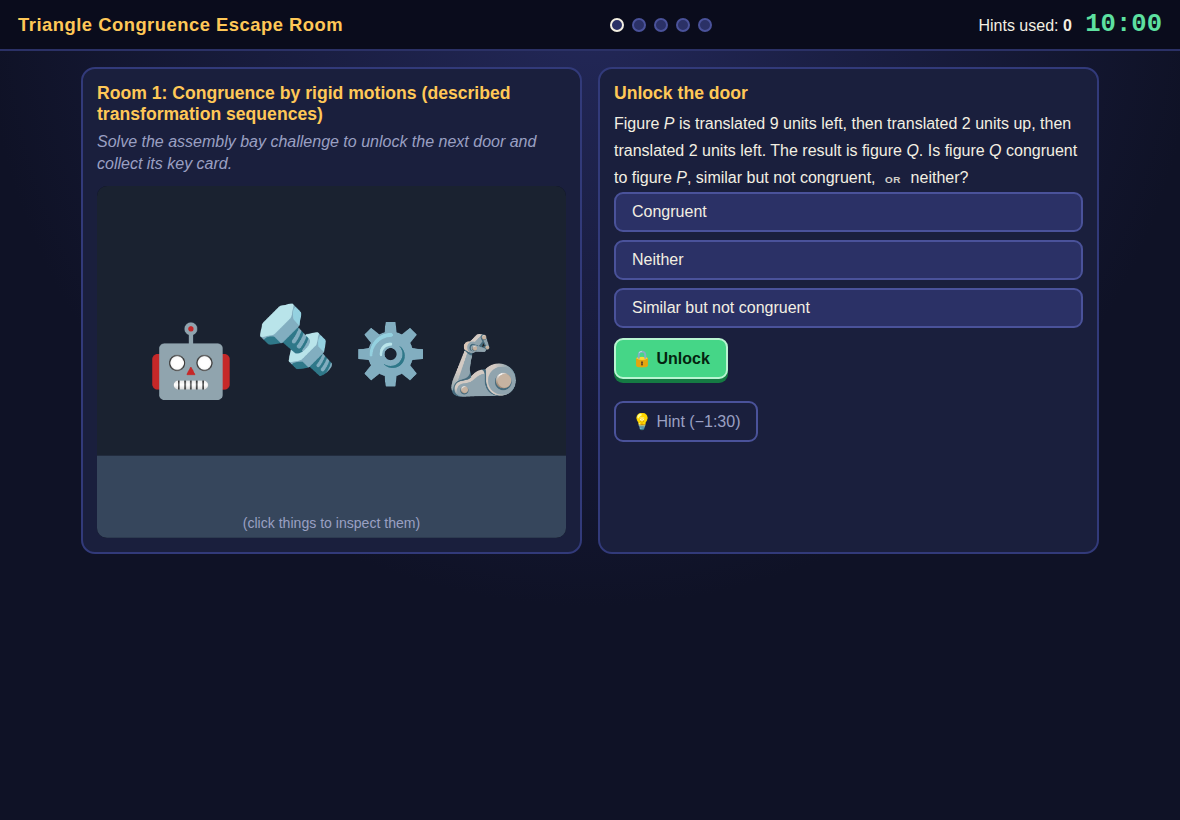 Triangle Congruence Escape Room
Hints used: 0 10:00
Room 1: Congruence by rigid motions (described
transformation sequences)
Solve the assembly bay challenge to unlock the next door and
collect its key card.
(click things to inspect them)
Unlock the door
Figure P is translated 9 units left, then translated 2 units up, then
translated 2 units left. The result is figure Q. Is figure Q congruent
to figure P, similar but not congruent, OR neither?
Congruent
Neither
Similar but not congruent
🔒 Unlock
💡 Hint (−1:30)